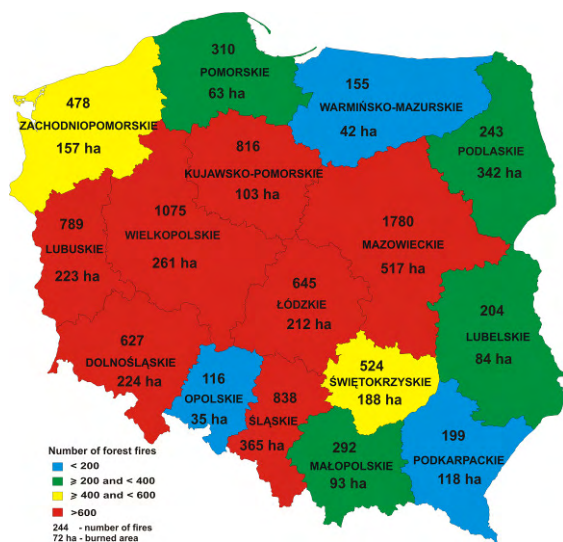 310
POMORSKIE
63 ha
155
WARMIŃSKO-MAZURSKIE
42 ha
478
ZACHODNIOPOMORSKIE
157 ha
243
PODLASKIE
342 ha
816
KUJAWSKO-POMORSKIE
103 ha
1075
WIELKOPOLSKIE
261 ha
1780
MAZOWIECKIE
517 ha
789
LUBUSKIE
223 ha
645
ŁÓDZKIE
212 ha
204
LUBELSKIE
84 ha
627
DOLNOŚLĄSKIE
224 ha
116
OPOLSKIE
35 ha
838
ŚLĄSKIE
365 ha
524
ŚWIĘTOKRZYSKIE
188 ha
292
MAŁOPOLSKIE
93 ha
199
PODKARPACKIE
118 ha
Number of forest fires
< 200
⩾ 200 and < 400
⩾ 400 and < 600
>600
244 - number of fires
72 ha - burned area